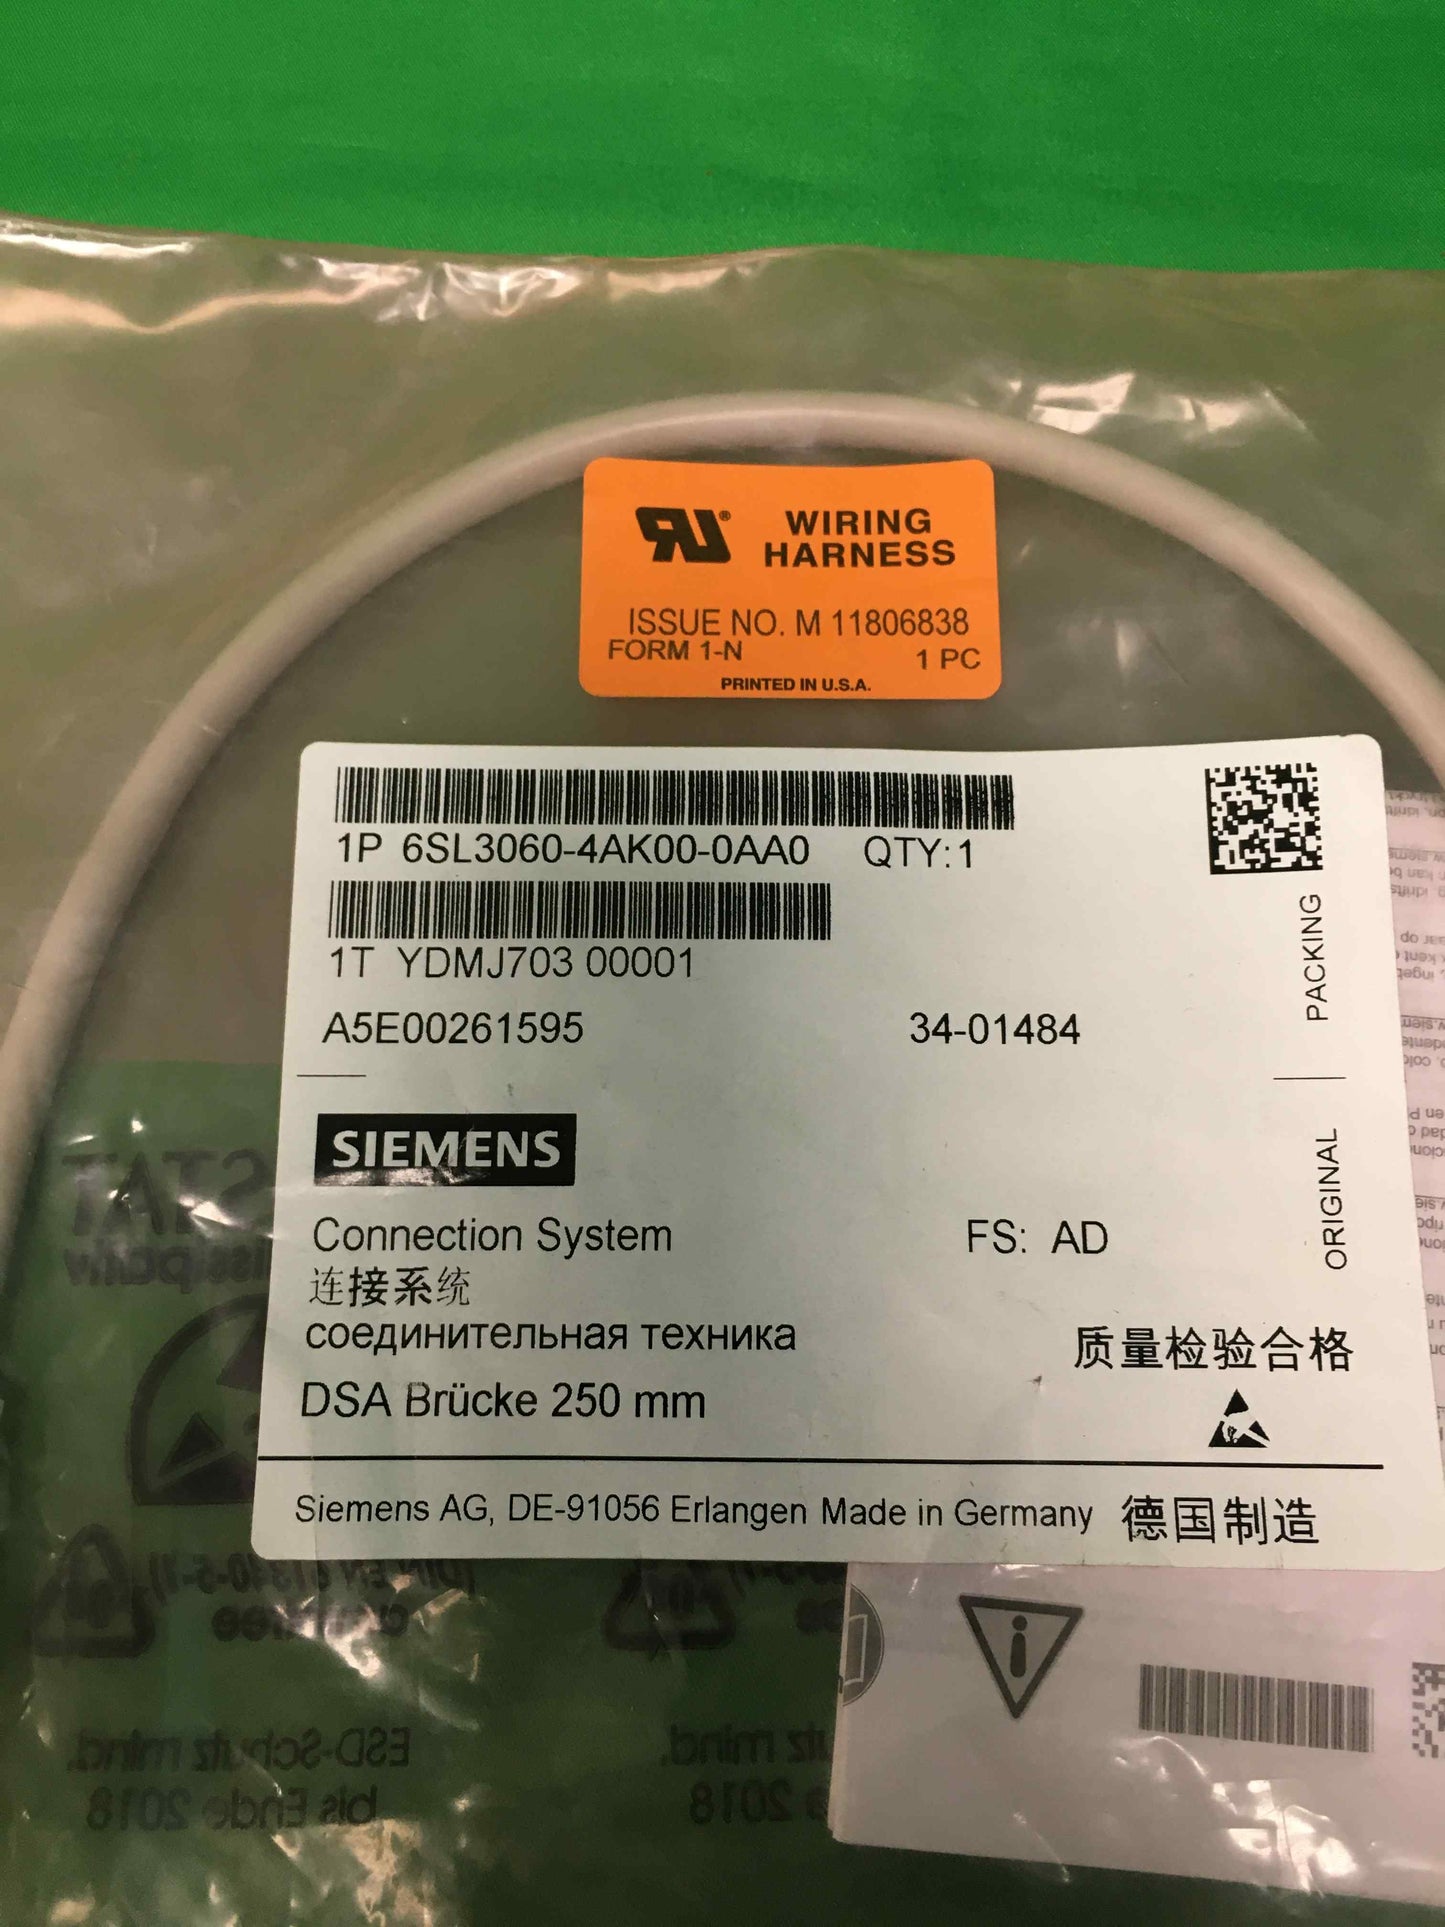 WIRING
HARNESS
ISSUE NO. M 11806838
FORM 1-N
1 PC
PRINTED IN U.S.A.
1P 6SL3060-4AK00-0AA0 QTY:1
1T YDMJ703 00001
A5E00261595 34-01484
ORIGINAL PACKING
SIEMENS
Connection System FS: AD
连接系统
соединительная техника
质量检验合格
DSA Brücke 250 mm
Siemens AG, DE-91056 Erlangen Made in Germany 德国制造
ESD-Schutz mind.
bis Ende 2018